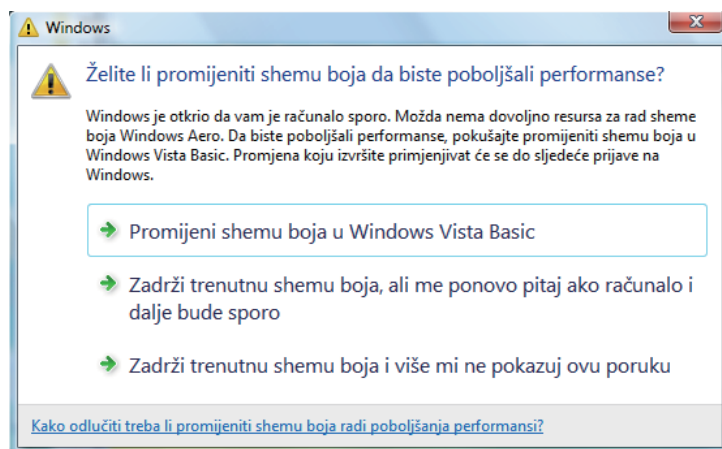 Windows
Želite li promijeniti shemu boja da biste poboljšali performanse?
Windows je otkrio da vam je računalo sporo. Možda nema dovoljno resursa za rad sheme
boja Windows Aero. Da biste poboljšali performanse, pokušajte promijeniti shemu boja u
Windows Vista Basic. Promjena koju izvršite primjenjivat će se do sljedeće prijave na
Windows.
Promijeni shemu boja u Windows Vista Basic
Zadrži trenutnu shemu boja, ali me ponovo pitaj ako računalo i
dalje bude sporo
Zadrži trenutnu shemu boja i više mi ne pokazuj ovu poruku
Kako odlučiti treba li promijeniti shemu boja radi poboljšanja performansi?